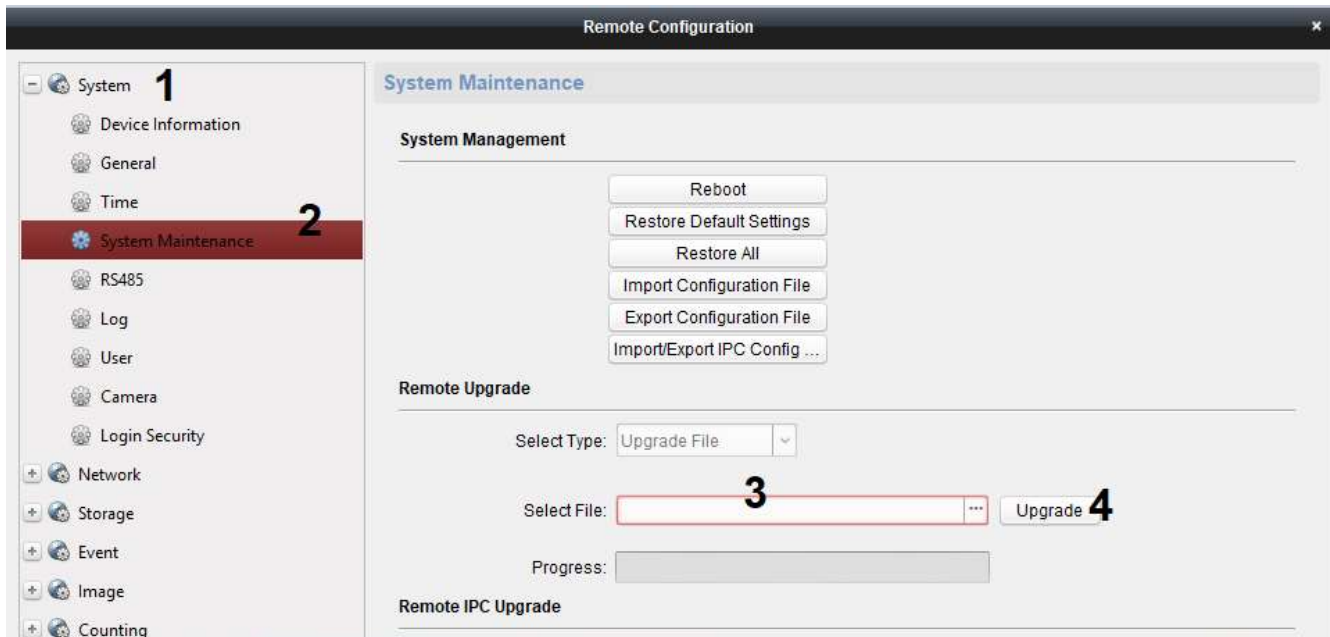 Remote Configuration ×
System 1
Device Information
General
Time
System Maintenance 2
RS485
Log
User
Camera
Login Security
Network
Storage
Event
Image
Counting
System Maintenance
System Management
Reboot
Restore Default Settings
Restore All
Import Configuration File
Export Configuration File
Import/Export IPC Config ...
Remote Upgrade
Select Type: Upgrade File
Select File: 3 ... Upgrade 4
Progress:
Remote IPC Upgrade